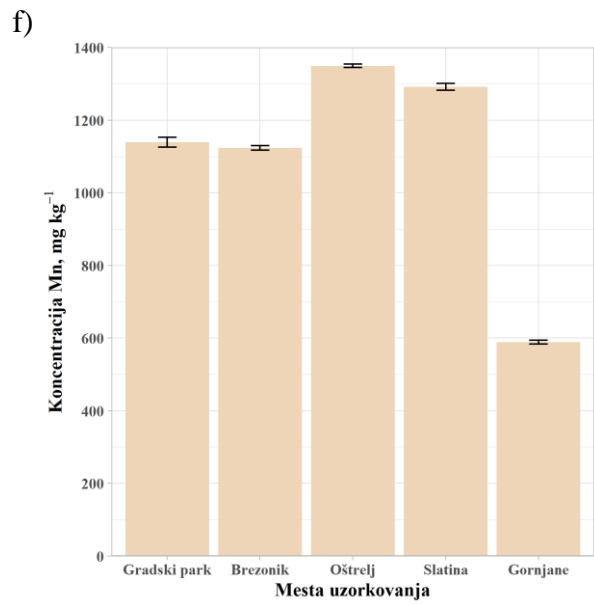 f)
1400
1200
1000
800
600
400
200
0
Koncentracija Mn, mg kg⁻¹
Gradski park Brezonik Oštrelj Slatina Gornjane
Mesta uzorkovanja